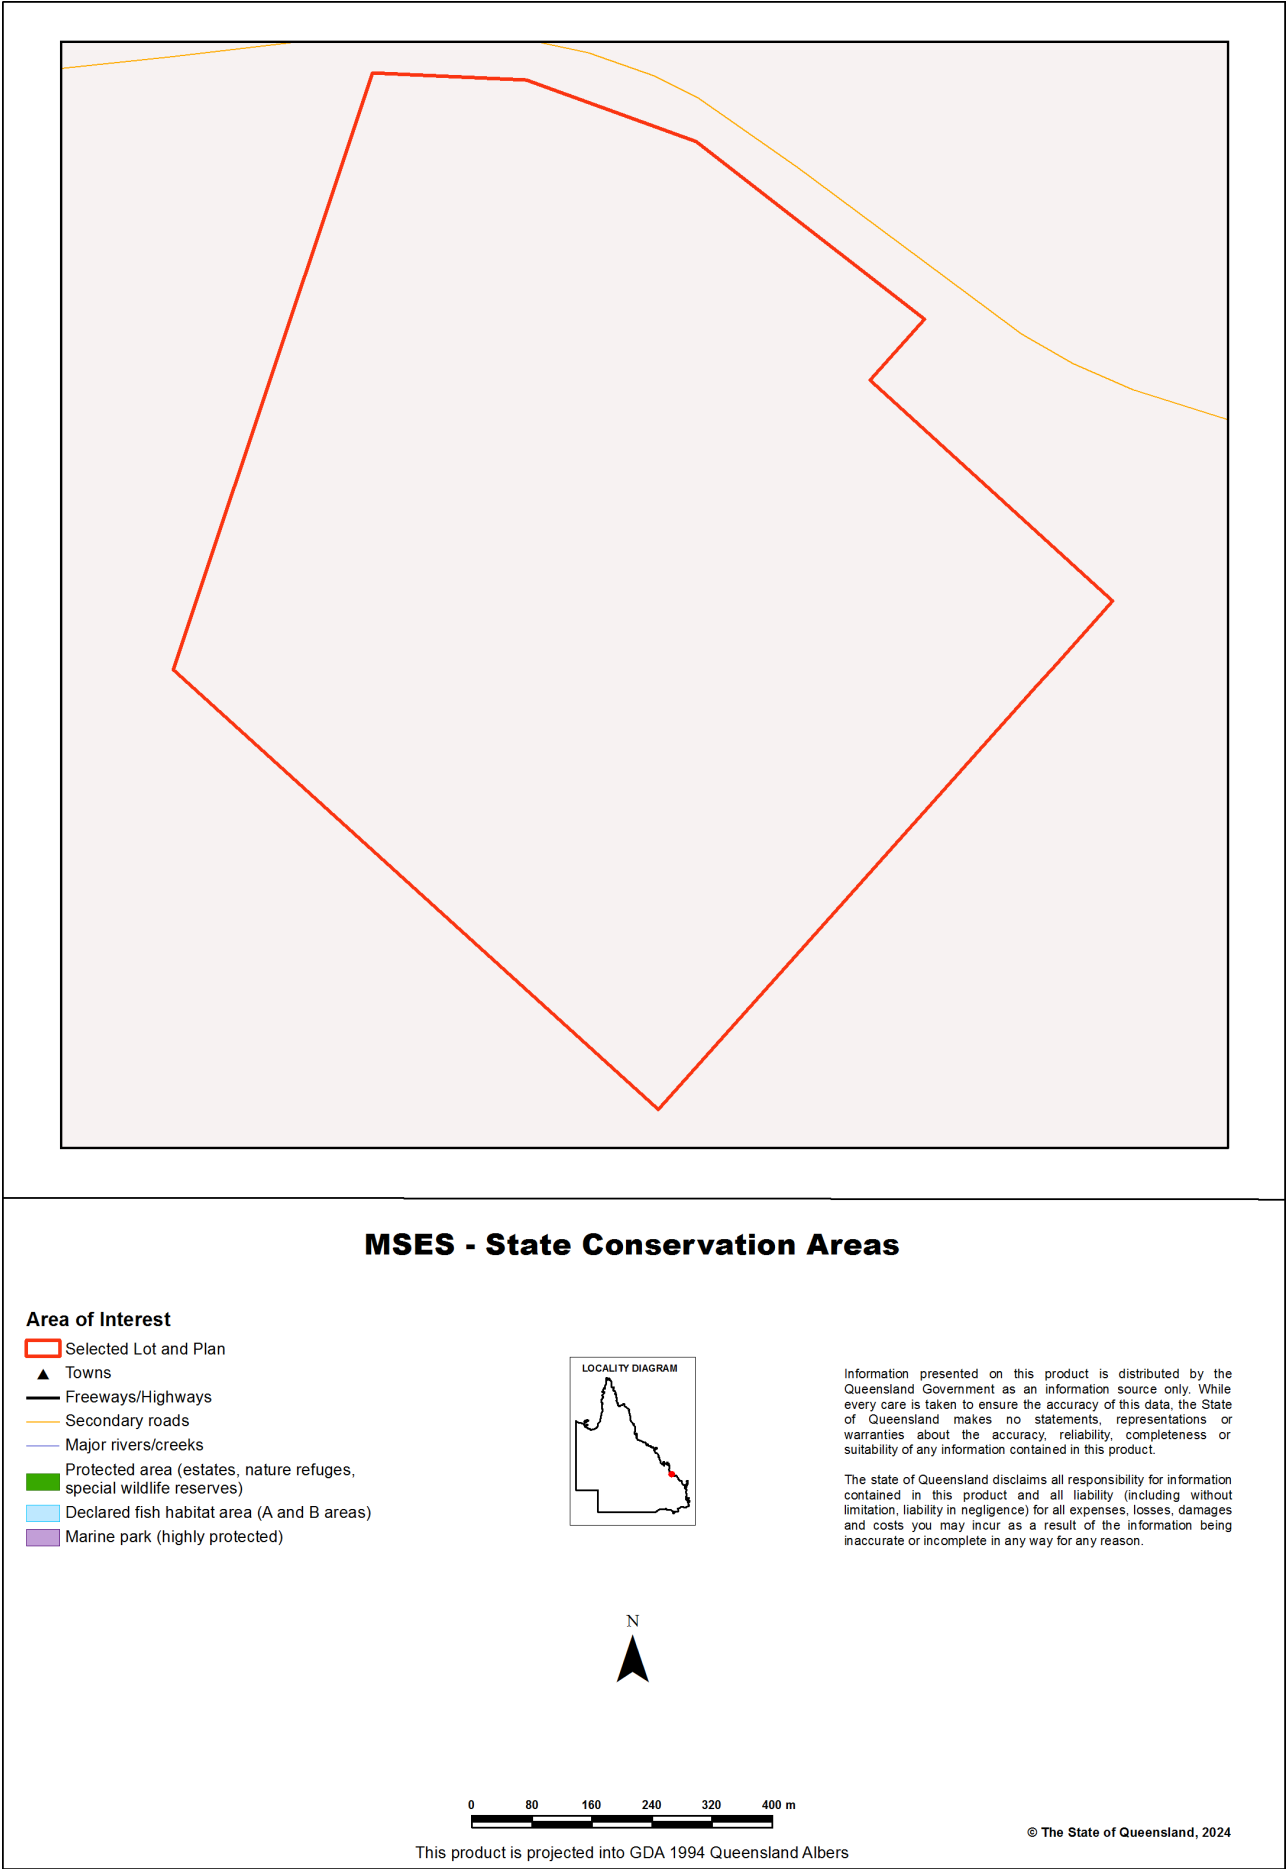 MSES - State Conservation Areas
Area of Interest
Selected Lot and Plan
Towns
Freeways/Highways
Secondary roads
Major rivers/creeks
Protected area (estates, nature refuges,
special wildlife reserves)
Declared fish habitat area (A and B areas)
Marine park (highly protected)
LOCALITY DIAGRAM
Information presented on this product is distributed by the
Queensland Government as an information source only. While
every care is taken to ensure the accuracy of this data, the State
of Queensland makes no statements, representations or
warranties about the accuracy, reliability, completeness or
suitability of any information contained in this product.
The state of Queensland disclaims all responsibility for information
contained in this product and all liability (including without
limitation, liability in negligence) for all expenses, losses, damages
and costs you may incur as a result of the information being
inaccurate or incomplete in any way for any reason.
N
0 80 160 240 320 400 m
© The State of Queensland, 2024
This product is projected into GDA 1994 Queensland Albers